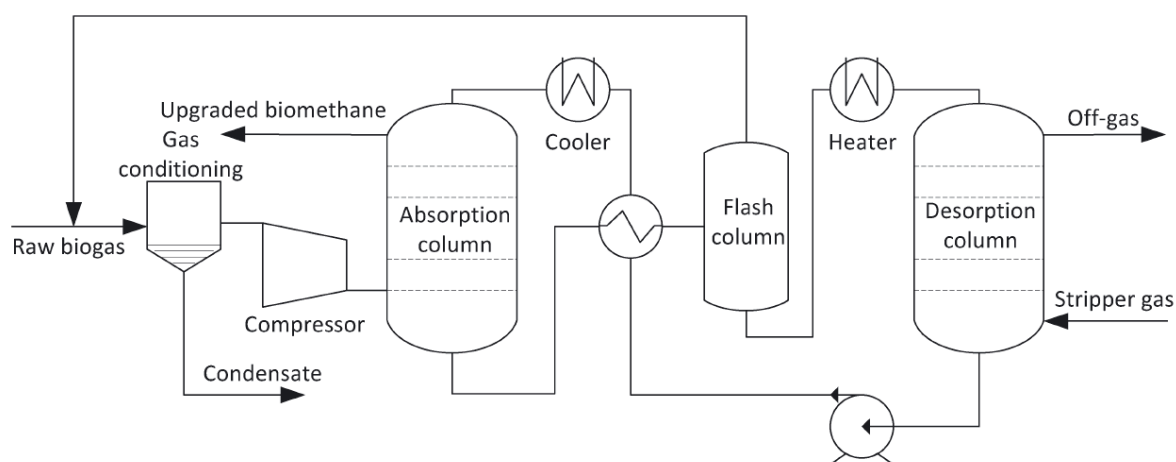 Upgraded biomethane
Gas
conditioning
Raw biogas
Condensate
Compressor
Absorption
column
Cooler
Flash
column
Heater
Desorption
column
Off-gas
Stripper gas